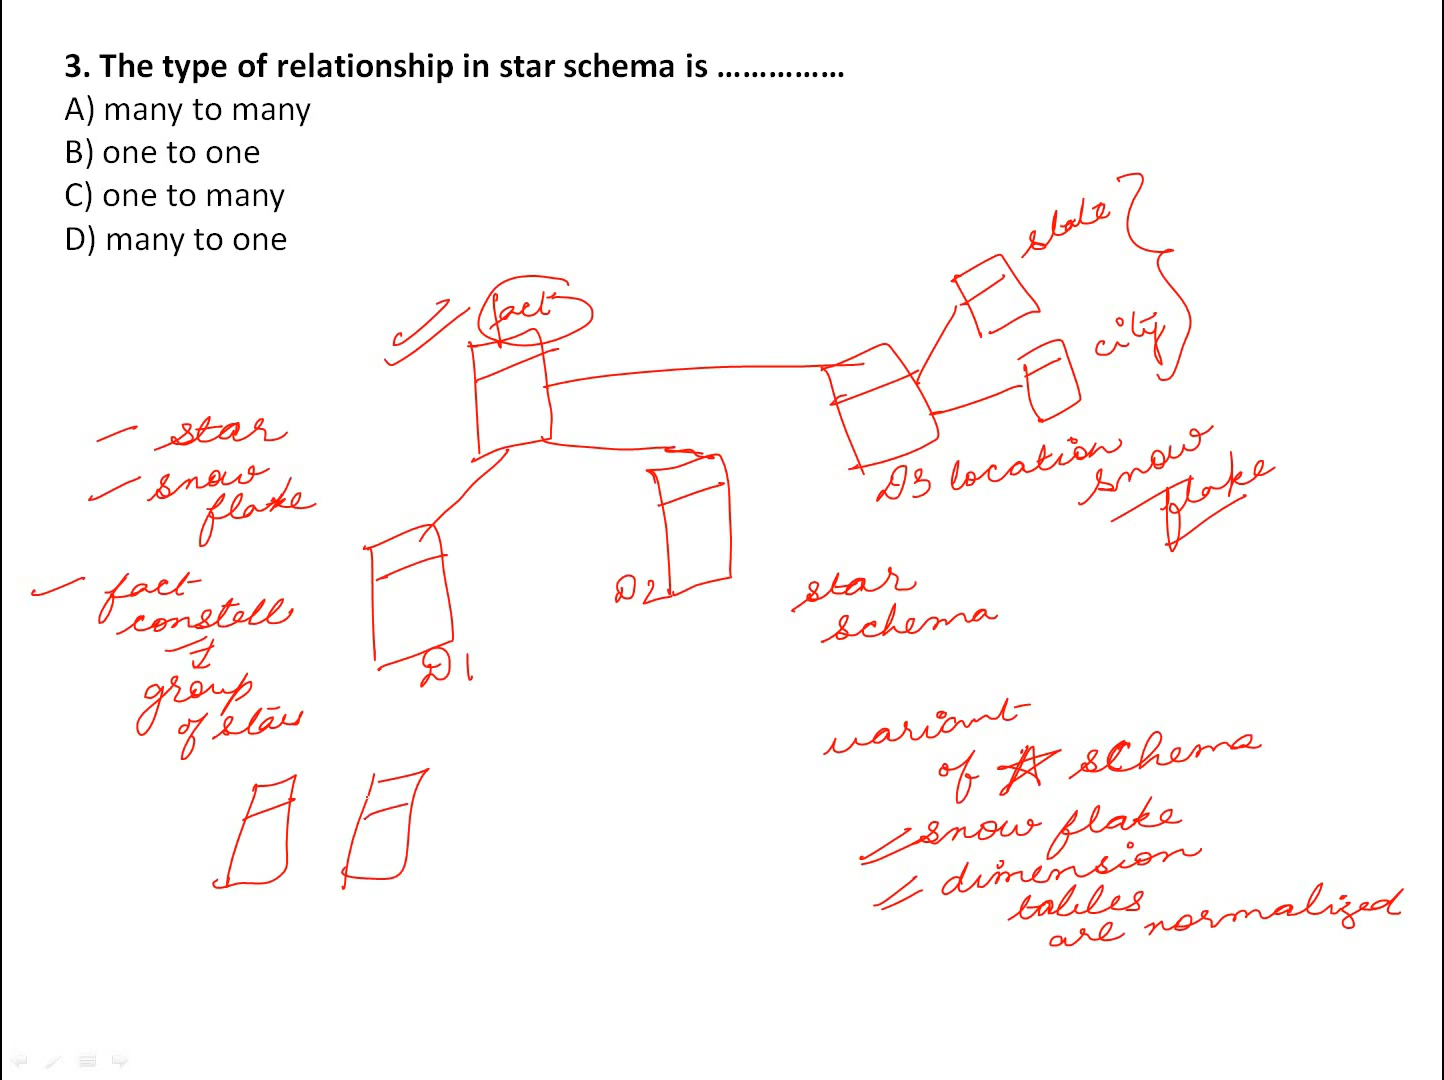 3. The type of relationship in star schema is ……………
A) many to many
B) one to one
C) one to many
D) many to one
state
fact
city
star
snow
flake
D3 location
snow
flake
fact
constell
D2
star
schema
D1
group
of stars
variant
of ☆ schema
snow flake
dimension
tables
are normalized